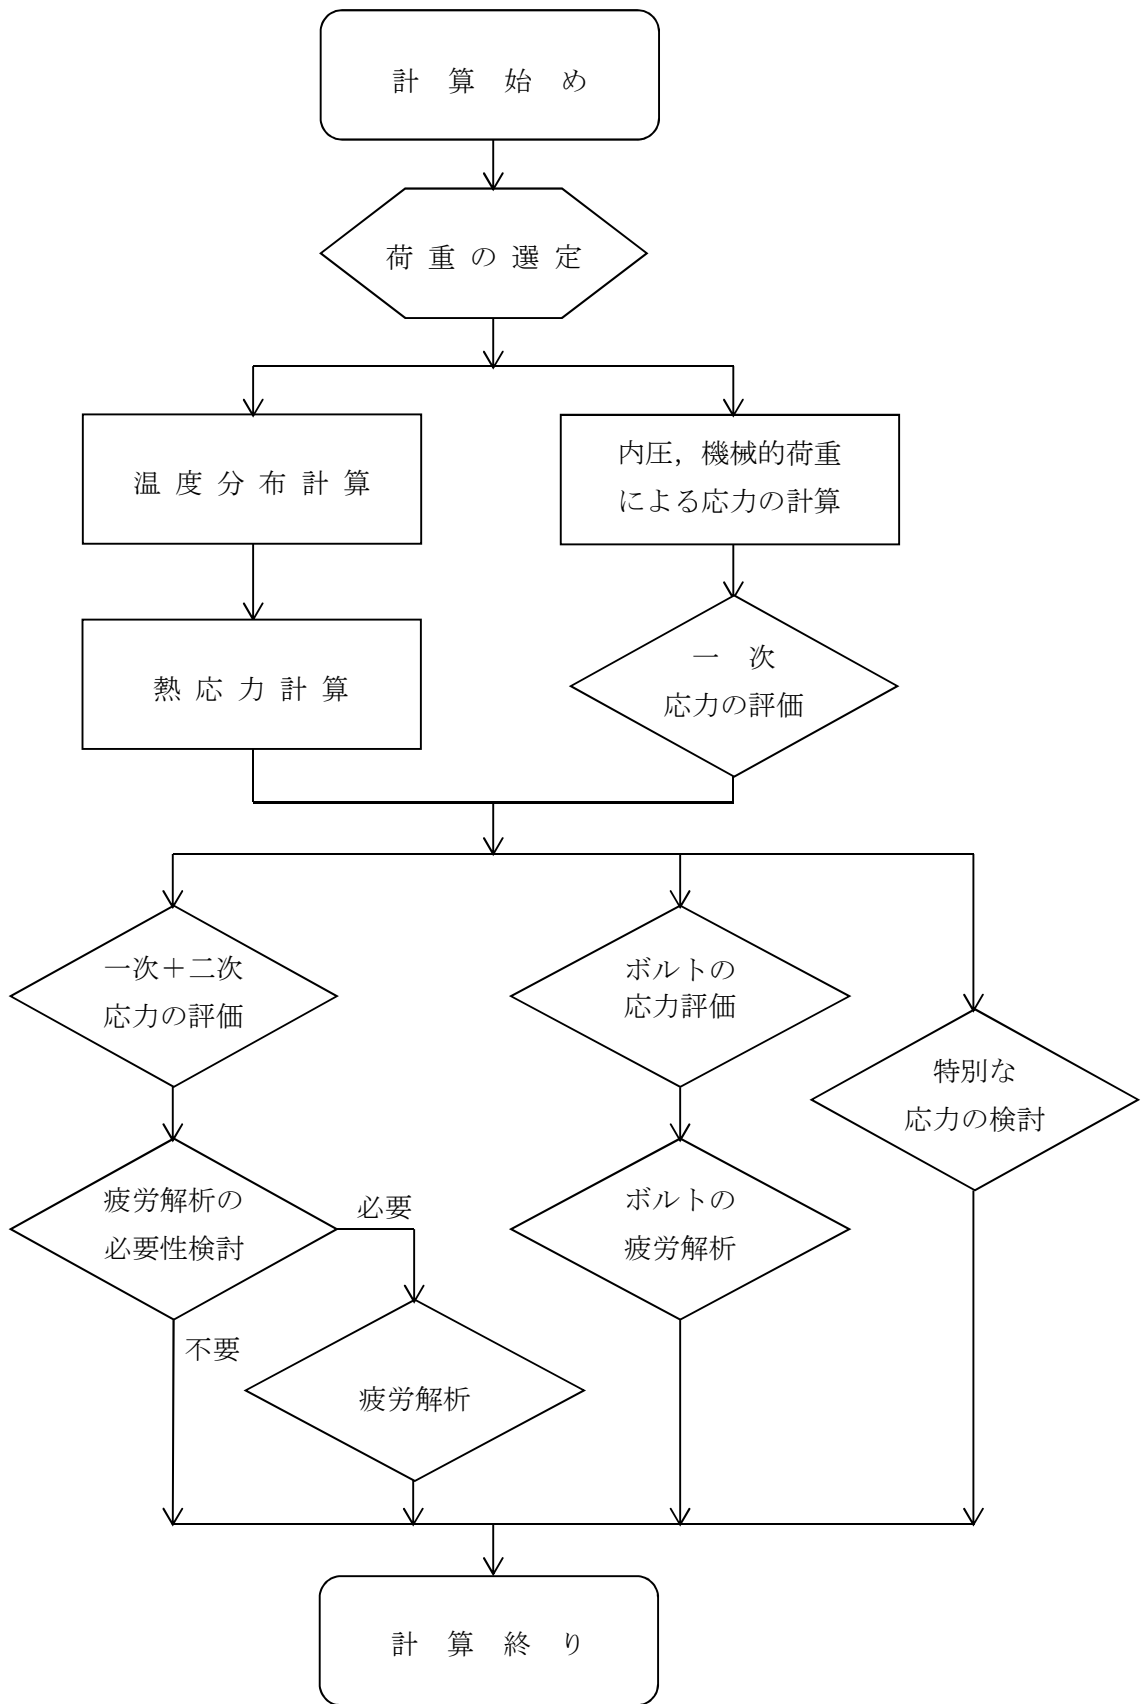 計算始め
荷重の選定
温度分布計算
内圧，機械的荷重
による応力の計算
熱応力計算
一次
応力の評価
一次＋二次
応力の評価
ボルトの
応力評価
特別な
応力の検討
疲労解析の
必要性検討
必要
ボルトの
疲労解析
不要
疲労解析
計算終り